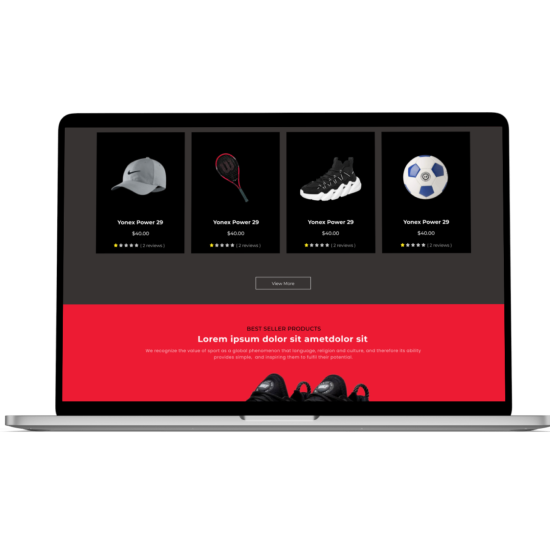 Yonex Power 29 Yonex Power 29 Yonex Power 29 Yonex Power 29
$40.00 $40.00 $40.00 $40.00
( 2 reviews ) ( 2 reviews ) ( 2 reviews ) ( 2 reviews )
View More
BEST SELLER PRODUCTS
Lorem ipsum dolor sit ametdolor sit
We recognise the value of sport as a global phenomenon that language, religion and culture, and therefore its ability
provides simple, and inspiring them to fulfil their potential